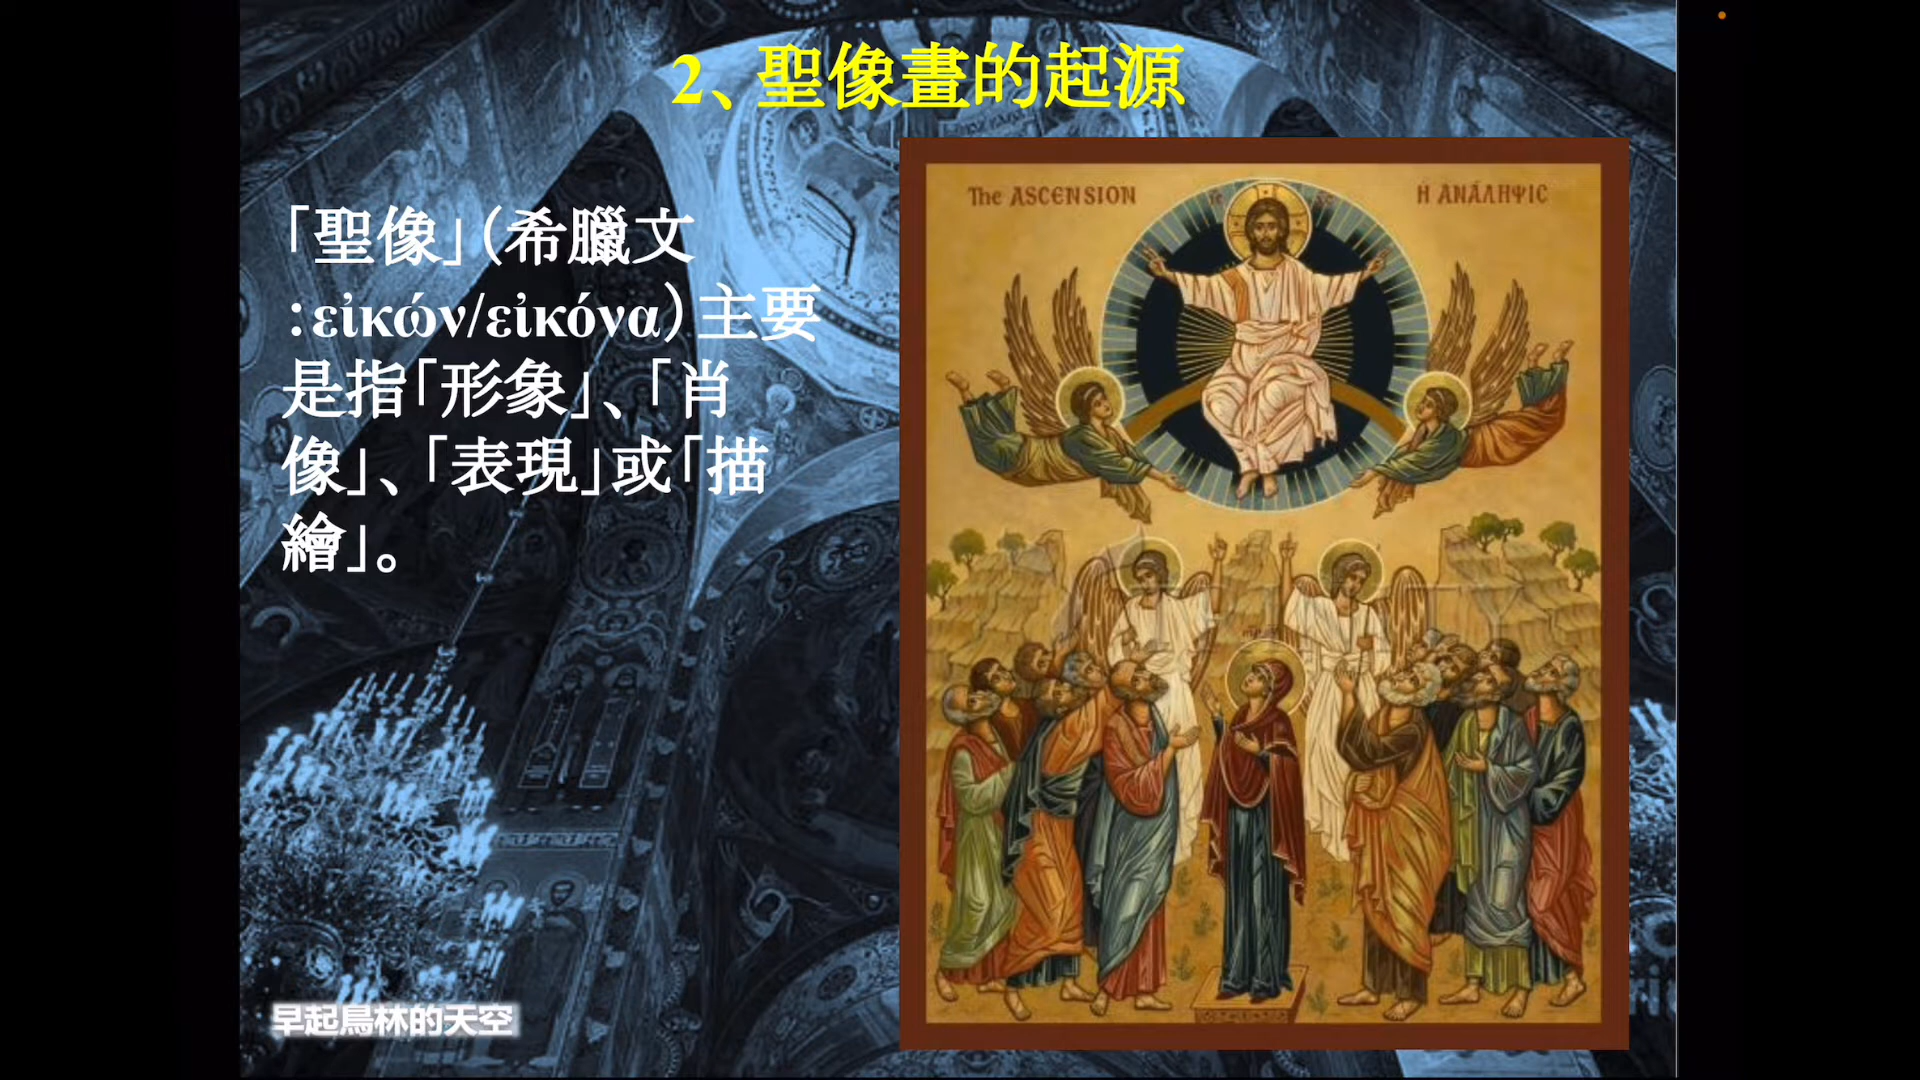 2、聖像畫的起源
「聖像」（希臘文
：εἰκών/εἰκόνα）主要
是指「形象」、「肖
像」、「表現」或「描
繪」。
The ASCENSION
Η ΑΝΆΛΗΨΙC
早起鳥林的天空